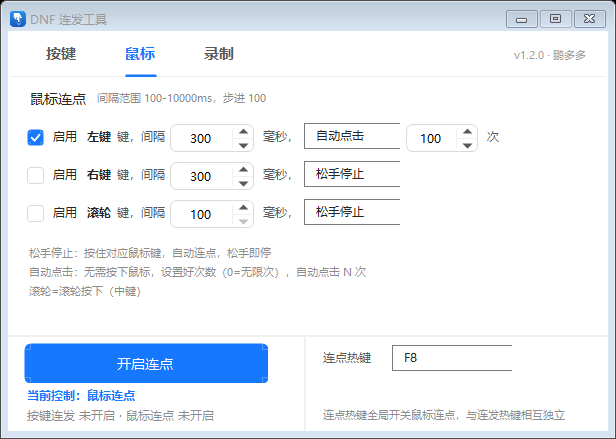 DNF 连发工具
按键 鼠标 录制 v1.2.0 · 鹏多多
鼠标连点 间隔范围 100-10000ms，步进 100
启用 左键 键，间隔 300 毫秒， 自动点击 100 次
启用 右键 键，间隔 300 毫秒， 松手停止
启用 滚轮 键，间隔 100 毫秒， 松手停止
松手停止：按住对应鼠标键，自动连点，松手即停
自动点击：无需按下鼠标，设置好次数（0=无限次），自动点击 N 次
滚轮=滚轮按下（中键）
开启连点
当前控制：鼠标连点
按键连发 未开启 · 鼠标连点 未开启
连点热键 F8
连点热键全局开关鼠标连点，与连发热键相互独立